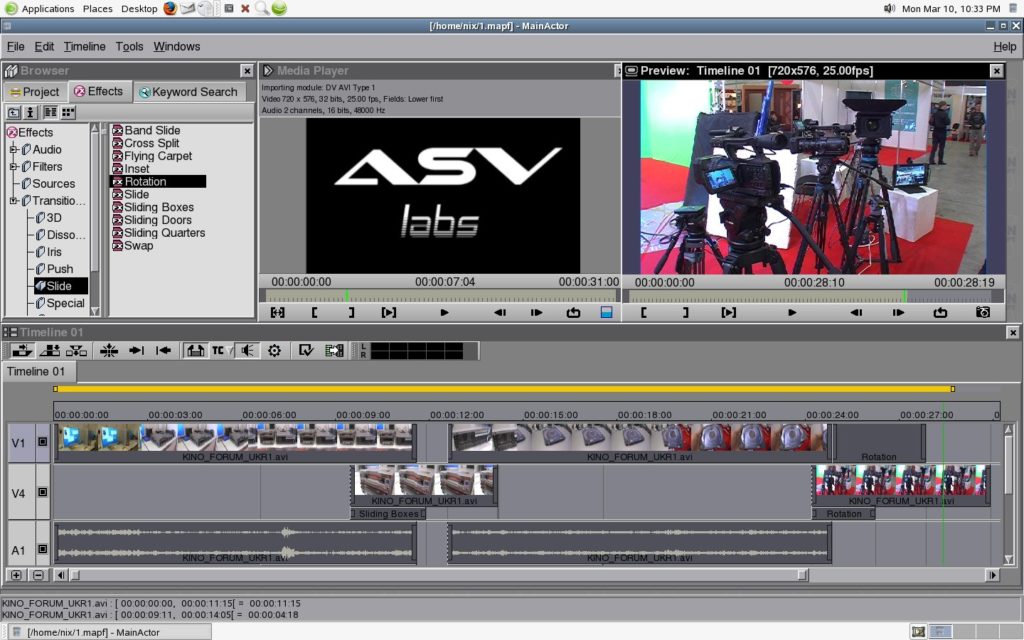 Applications Places Desktop Mon Mar 10, 10:33 PM
[/home/nix/1.mapf] - MainActor
File Edit Timeline Tools Windows Help
Browser
Project Effects Keyword Search
Effects
Audio
Filters
Sources
Transitio...
3D
Disso...
Iris
Push
Slide
Special
Band Slide
Cross Split
Flying Carpet
Inset
Rotation
Slide
Sliding Boxes
Sliding Doors
Sliding Quarters
Swap
Media Player
Importing module: DV AVI Type 1
Video 720 x 576, 32 bits, 25.00 fps, Fields: Lower first
Audio 2 channels, 16 bits, 48000 Hz
ASV
labs
00:00:00:00 00:00:07:04 00:00:31:00
Preview: Timeline 01 [720x576, 25.00fps]
00:00:00:00 00:00:28:10 00:00:28:19
Timeline 01
TC L
R
Timeline 01
00:00:00:00 00:00:03:00 00:00:06:00 00:00:09:00 00:00:12:00 00:00:15:00 00:00:18:00 00:00:21:00 00:00:24:00 00:00:27:00 0
V1 KINO_FORUM_UKR1.avi KINO_FORUM_UKR1.avi Rotation
V4 KINO_FORUM_UKR1.avi KINO_FORUM_UKR1.avi
Sliding Boxes Rotation
A1 KINO_FORUM_UKR1.avi KINO_FORUM_UKR1.avi
KINO_FORUM_UKR1.avi : [ 00:00:00:00, 00:00:11:15[ = 00:00:11:15
KINO_FORUM_UKR1.avi : [ 00:00:09:11, 00:00:14:05[ = 00:00:04:18
[/home/nix/1.mapf] - MainActor